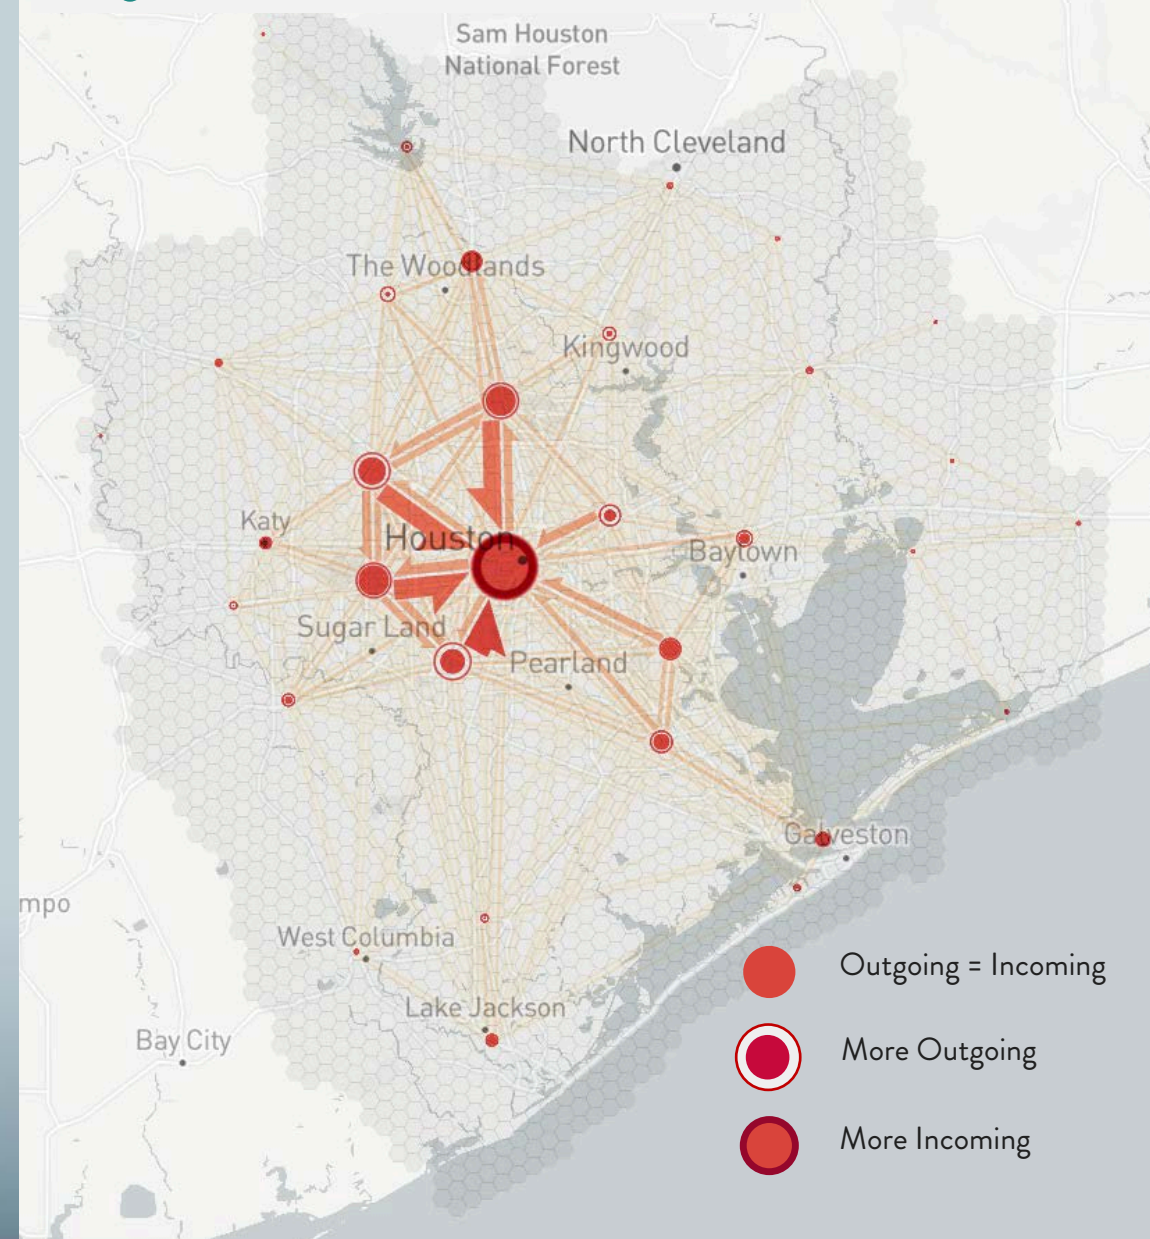 Sam Houston
National Forest
North Cleveland
The Woodlands
Kingwood
Katy
Houston
Baytown
Sugar Land
Pearland
Galveston
mpo
West Columbia
Lake Jackson
Bay City
Outgoing = Incoming
More Outgoing
More Incoming